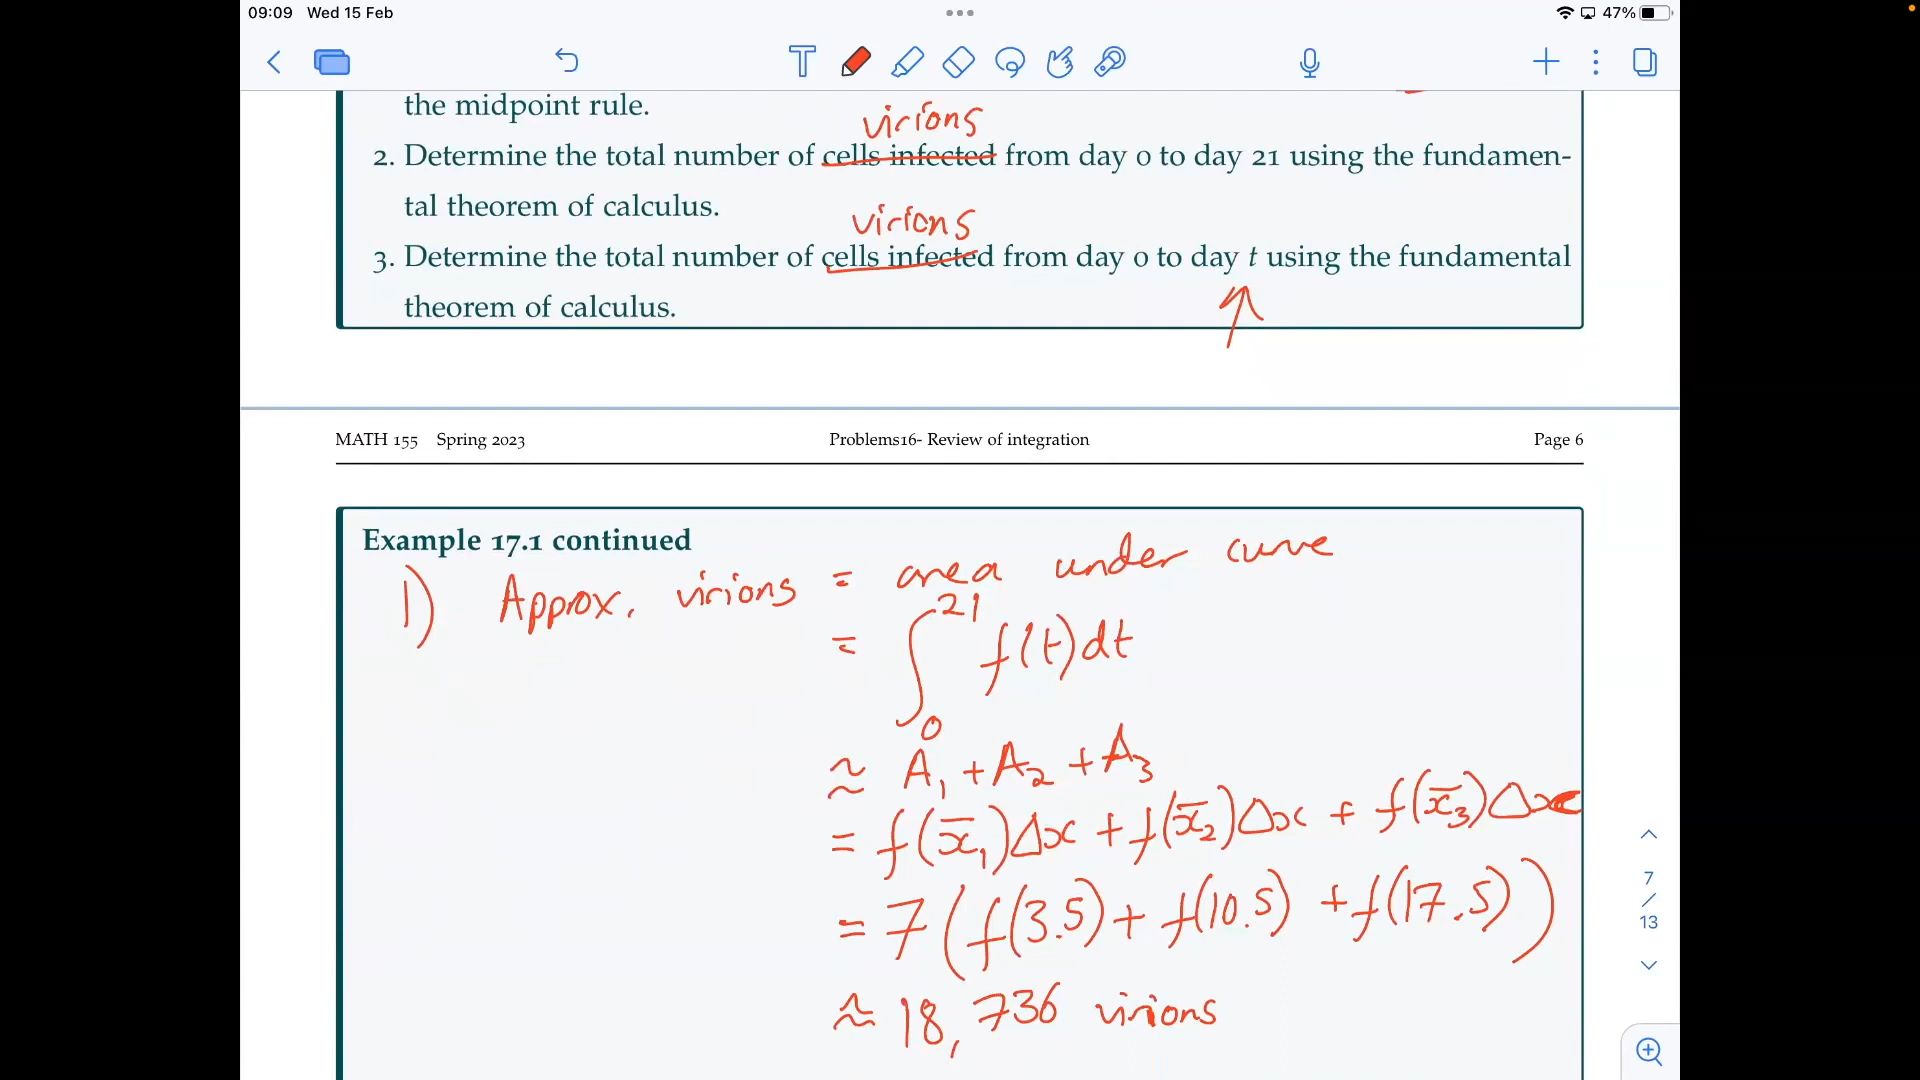 09:09 Wed 15 Feb 47%
the midpoint rule.
virions
2. Determine the total number of cells infected from day 0 to day 21 using the fundamen-
tal theorem of calculus.
virions
3. Determine the total number of cells infected from day 0 to day t using the fundamental
theorem of calculus.
MATH 155 Spring 2023 Problems16- Review of integration Page 6
Example 17.1 continued
1) Approx. virions = area under curve
= ∫₀²¹ f(t)dt
≈ A₁ + A₂ + A₃
= f(x̄₁)Δx + f(x̄₂)Δx + f(x̄₃)Δx
= 7(f(3.5) + f(10.5) + f(17.5))
≈ 18,736 virions
7
/
13